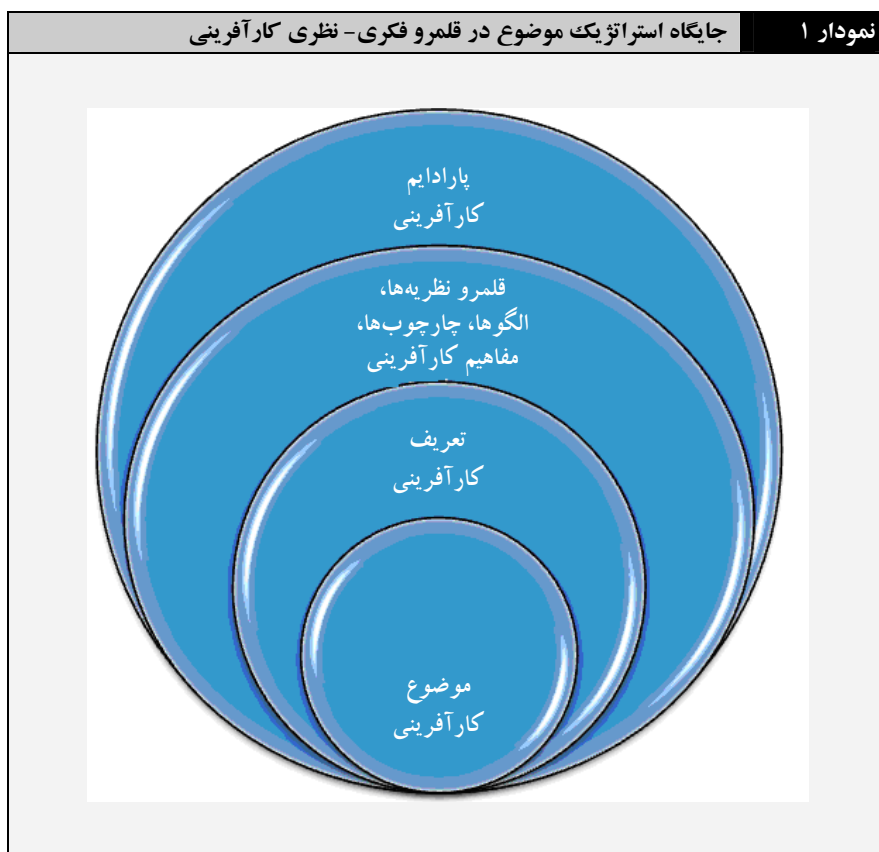 نمودار ۱ جایگاه استراتژیک موضوع در قلمرو فکری- نظری کارآفرینی
پارادایم
کارآفرینی
قلمرو نظریه‌ها،
الگوها، چارچوب‌ها،
مفاهیم کارآفرینی
تعریف
کارآفرینی
موضوع
کارآفرینی